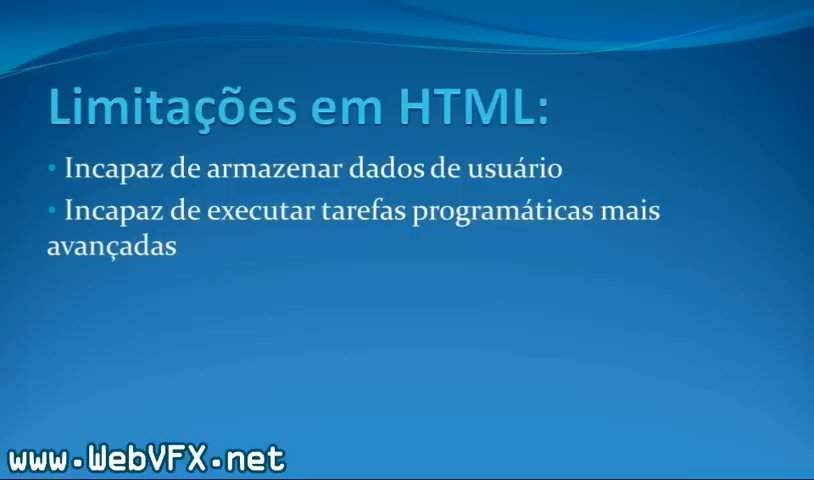 Limitações em HTML:
• Incapaz de armazenar dados de usuário
• Incapaz de executar tarefas programáticas mais
avançadas
www.WebVFX.net